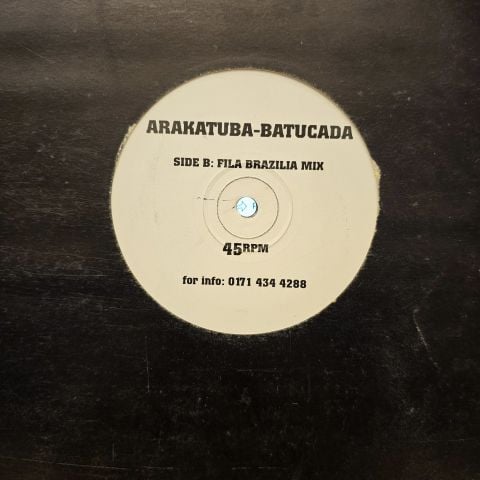 ARAKATUBA-BATUCADA
SIDE B: FILA BRAZILIA MIX
45RPM
for info: 0171 434 4288